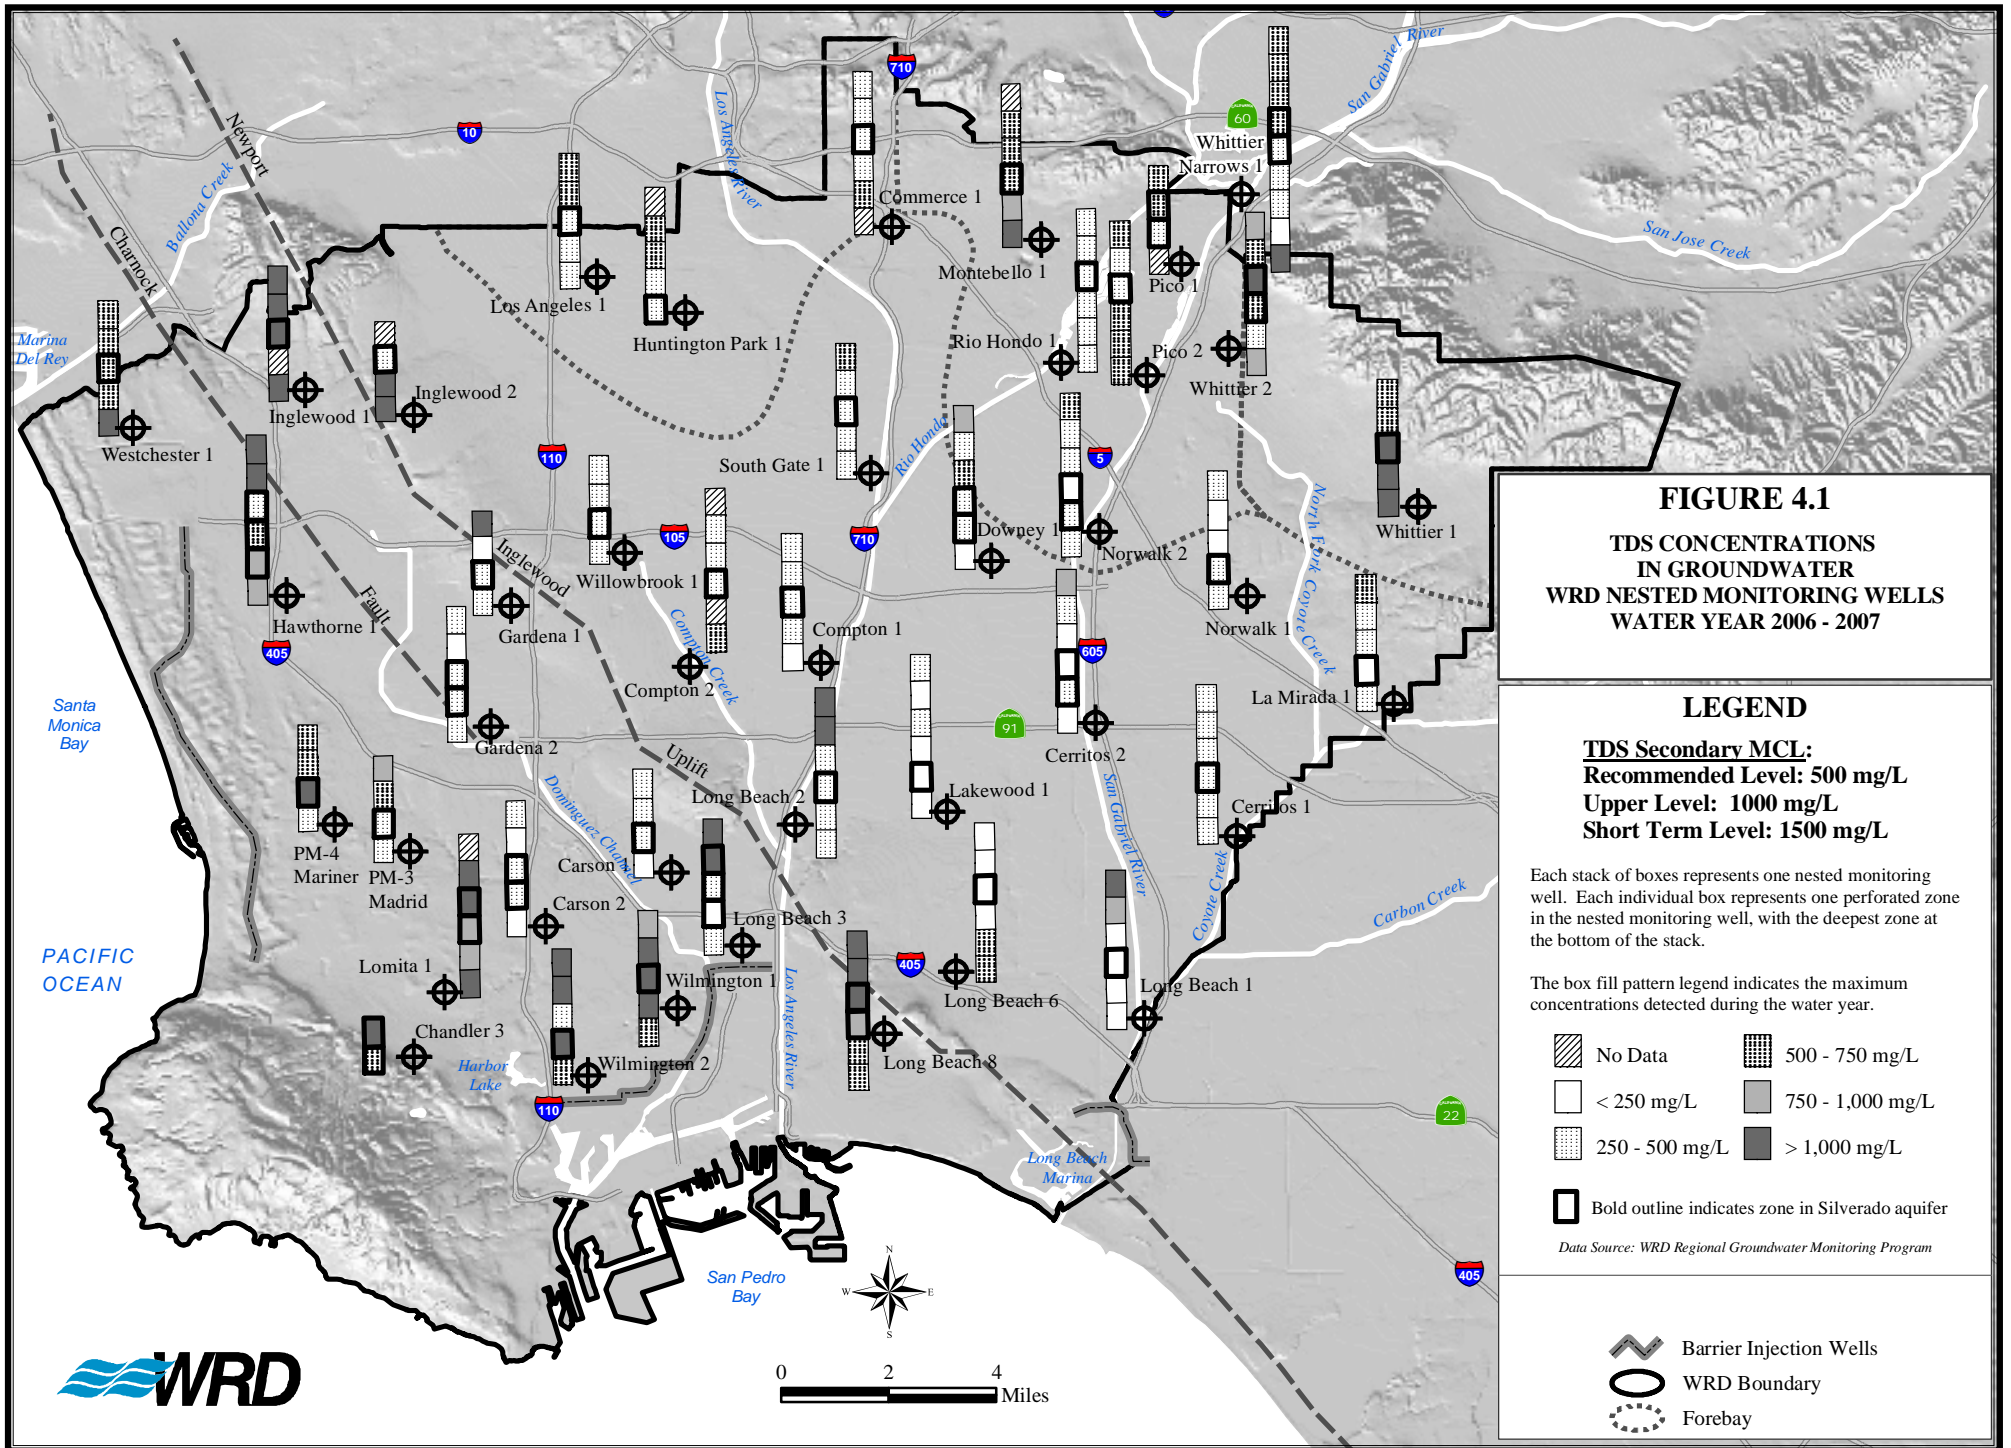 710
San Gabriel River
60
10
Los Angeles River
Newport
Whittier
Narrows 1
Ballona Creek
Commerce 1
San Jose Creek
Charnock
Montebello 1
Pico 1
Los Angeles 1
Huntington Park 1
Marina
Del Rey
Rio Hondo 1
Pico 2
Whittier 2
Inglewood 2
Inglewood 1
Westchester 1
110
South Gate 1
Rio Hondo
5
North Fork Coyote Creek
Whittier 1
FIGURE 4.1
TDS CONCENTRATIONS
IN GROUNDWATER
WRD NESTED MONITORING WELLS
WATER YEAR 2006 - 2007
105
710
Downey 1
Norwalk 2
Inglewood
Willowbrook 1
Fault
Gardena 1
Hawthorne 1
Compton 1
Norwalk 1
405
Compton Creek
605
Compton 2
La Mirada 1
Santa
Monica
Bay
91
Gardena 2
Cerritos 2
Uplift
Dominguez Channel
Long Beach 2
Lakewood 1
San Gabriel River
Cerritos 1
PM-4
Mariner
PM-3
Madrid
Carson 1
Carson 2
Long Beach 3
Coyote Creek
Carbon Creek
PACIFIC
OCEAN
Lomita 1
Wilmington 1
Los Angeles River
405
Long Beach 6
Long Beach 1
Chandler 3
Harbor
Lake
Wilmington 2
Long Beach 8
110
22
Long Beach
Marina
405
San Pedro
Bay
N
W
E
S
WRD
0 2 4
Miles
LEGEND
TDS Secondary MCL:
Recommended Level: 500 mg/L
Upper Level: 1000 mg/L
Short Term Level: 1500 mg/L
Each stack of boxes represents one nested monitoring
well. Each individual box represents one perforated zone
in the nested monitoring well, with the deepest zone at
the bottom of the stack.
The box fill pattern legend indicates the maximum
concentrations detected during the water year.
No Data
500 - 750 mg/L
< 250 mg/L
750 - 1,000 mg/L
250 - 500 mg/L
> 1,000 mg/L
Bold outline indicates zone in Silverado aquifer
Data Source: WRD Regional Groundwater Monitoring Program
Barrier Injection Wells
WRD Boundary
Forebay